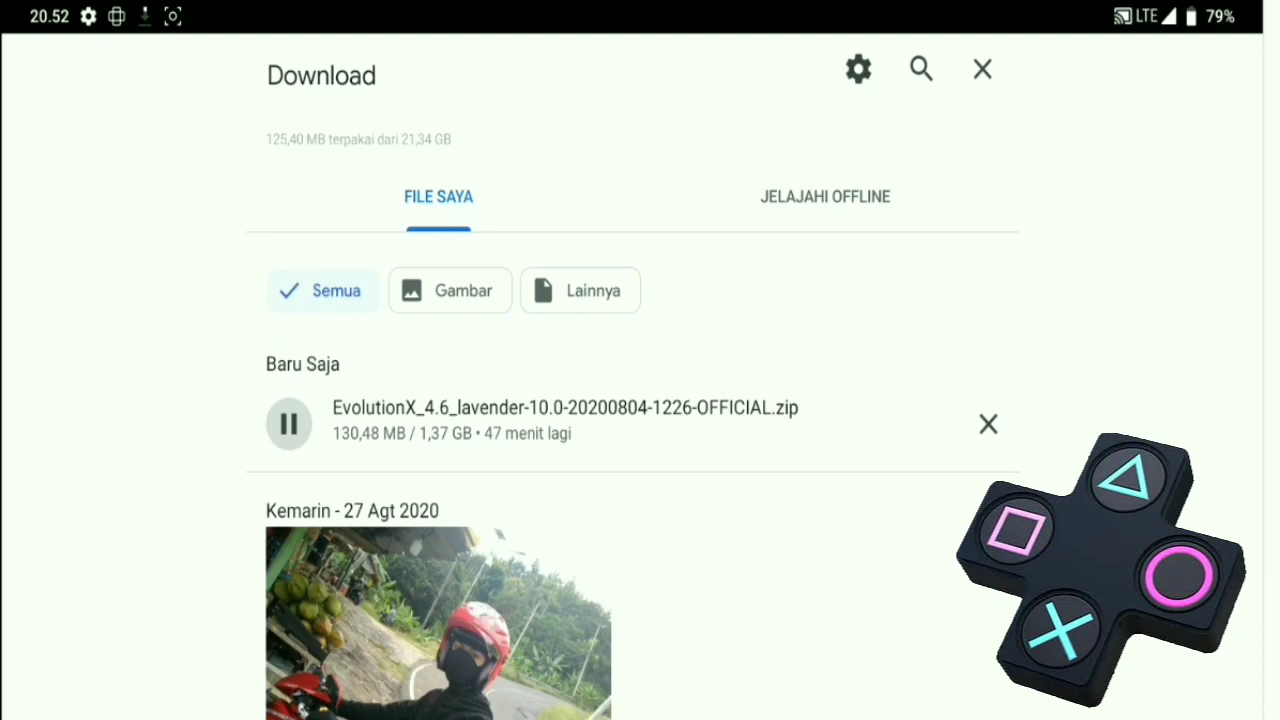 20.52
LTE 79%
Download
125,40 MB terpakai dari 21,34 GB
FILE SAYA
JELAJAHI OFFLINE
Semua
Gambar
Lainnya
Baru Saja
EvolutionX_4.6_lavender-10.0-20200804-1226-OFFICIAL.zip
130,48 MB / 1,37 GB • 47 menit lagi
Kemarin - 27 Agt 2020